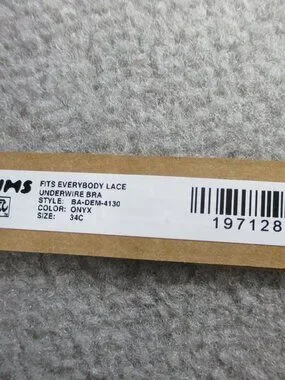 IMS
FITS EVERYBODY LACE
UNDERWIRE BRA
STYLE: BA-DEM-4130
COLOR: ONYX
SIZE: 34C
197128